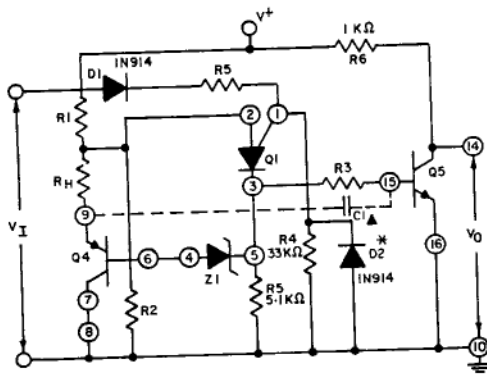 V+
1 KΩ
R6
D1
1N914
R5
R1
2
1
14
Q1
Q5
RH
R3
3
15
9
C1▲
VI
16
VO
Q4
6
4
5
Z1
R4
33KΩ
*
D2
1N914
7
R2
R5
5·1KΩ
8
10